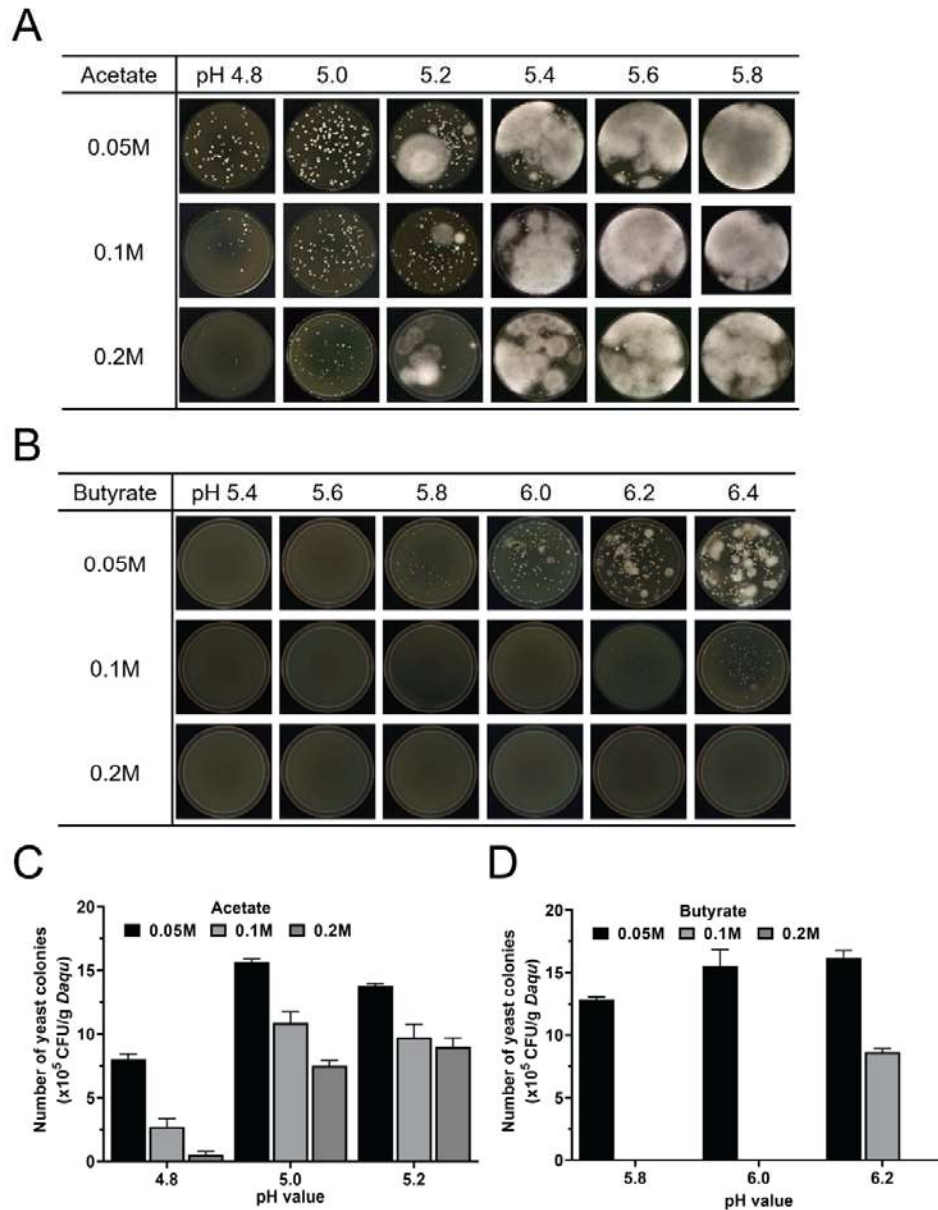 A
Acetate pH 4.8 5.0 5.2 5.4 5.6 5.8
0.05M
0.1M
0.2M
B
Butyrate pH 5.4 5.6 5.8 6.0 6.2 6.4
0.05M
0.1M
0.2M
C
Acetate
0.05M 0.1M 0.2M
Number of yeast colonies
(x10⁵ CFU/g Daqu)
20
15
10
5
0
4.8 5.0 5.2
pH value
D
Butyrate
0.05M 0.1M 0.2M
Number of yeast colonies
(x10⁵ CFU/g Daqu)
20
15
10
5
0
5.8 6.0 6.2
pH value